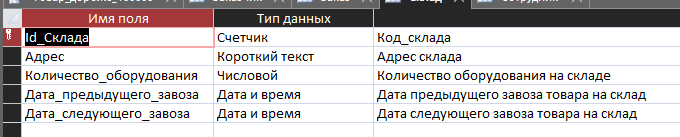 Имя поля Тип данных
Id_Склада Счетчик Код_склада
Адрес Короткий текст Адрес склада
Количество_оборудования Числовой Количество оборудования на складе
Дата_предыдущего_завоза Дата и время Дата предыдущего завоза товара на склад
Дата_следующего_завоза Дата и время Дата следующего завоза товара на склад